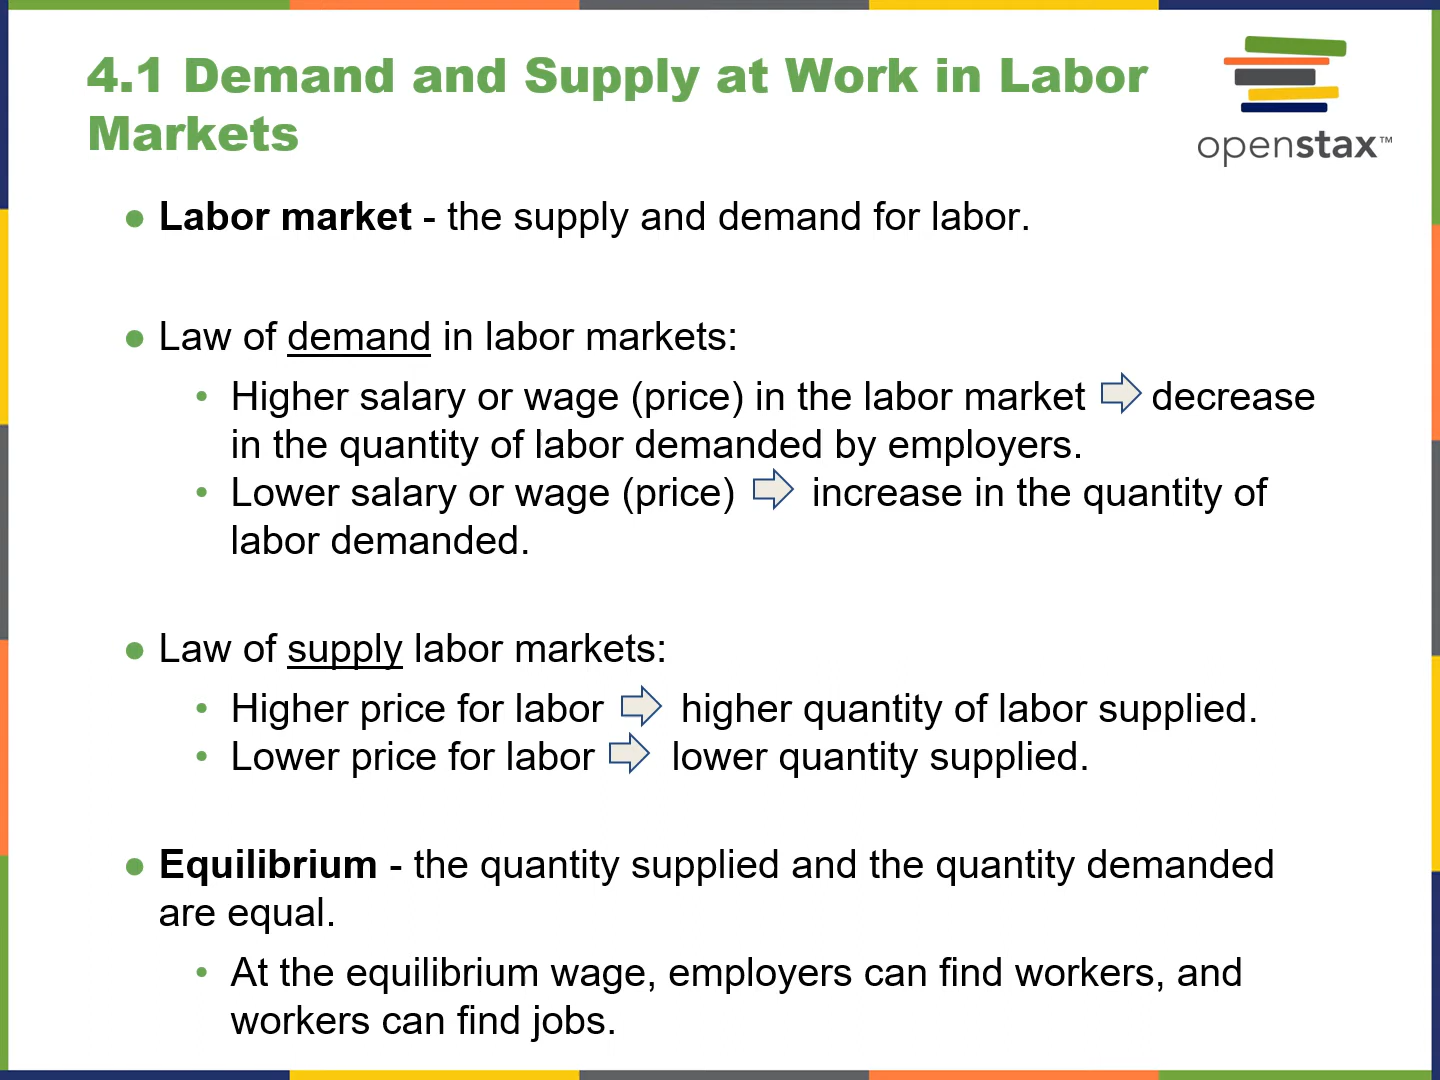 4.1 Demand and Supply at Work in Labor
Markets
openstax™
● Labor market - the supply and demand for labor.
● Law of demand in labor markets:
• Higher salary or wage (price) in the labor market ⇨ decrease
in the quantity of labor demanded by employers.
• Lower salary or wage (price) ⇨ increase in the quantity of
labor demanded.
● Law of supply labor markets:
• Higher price for labor ⇨ higher quantity of labor supplied.
• Lower price for labor ⇨ lower quantity supplied.
● Equilibrium - the quantity supplied and the quantity demanded
are equal.
• At the equilibrium wage, employers can find workers, and
workers can find jobs.